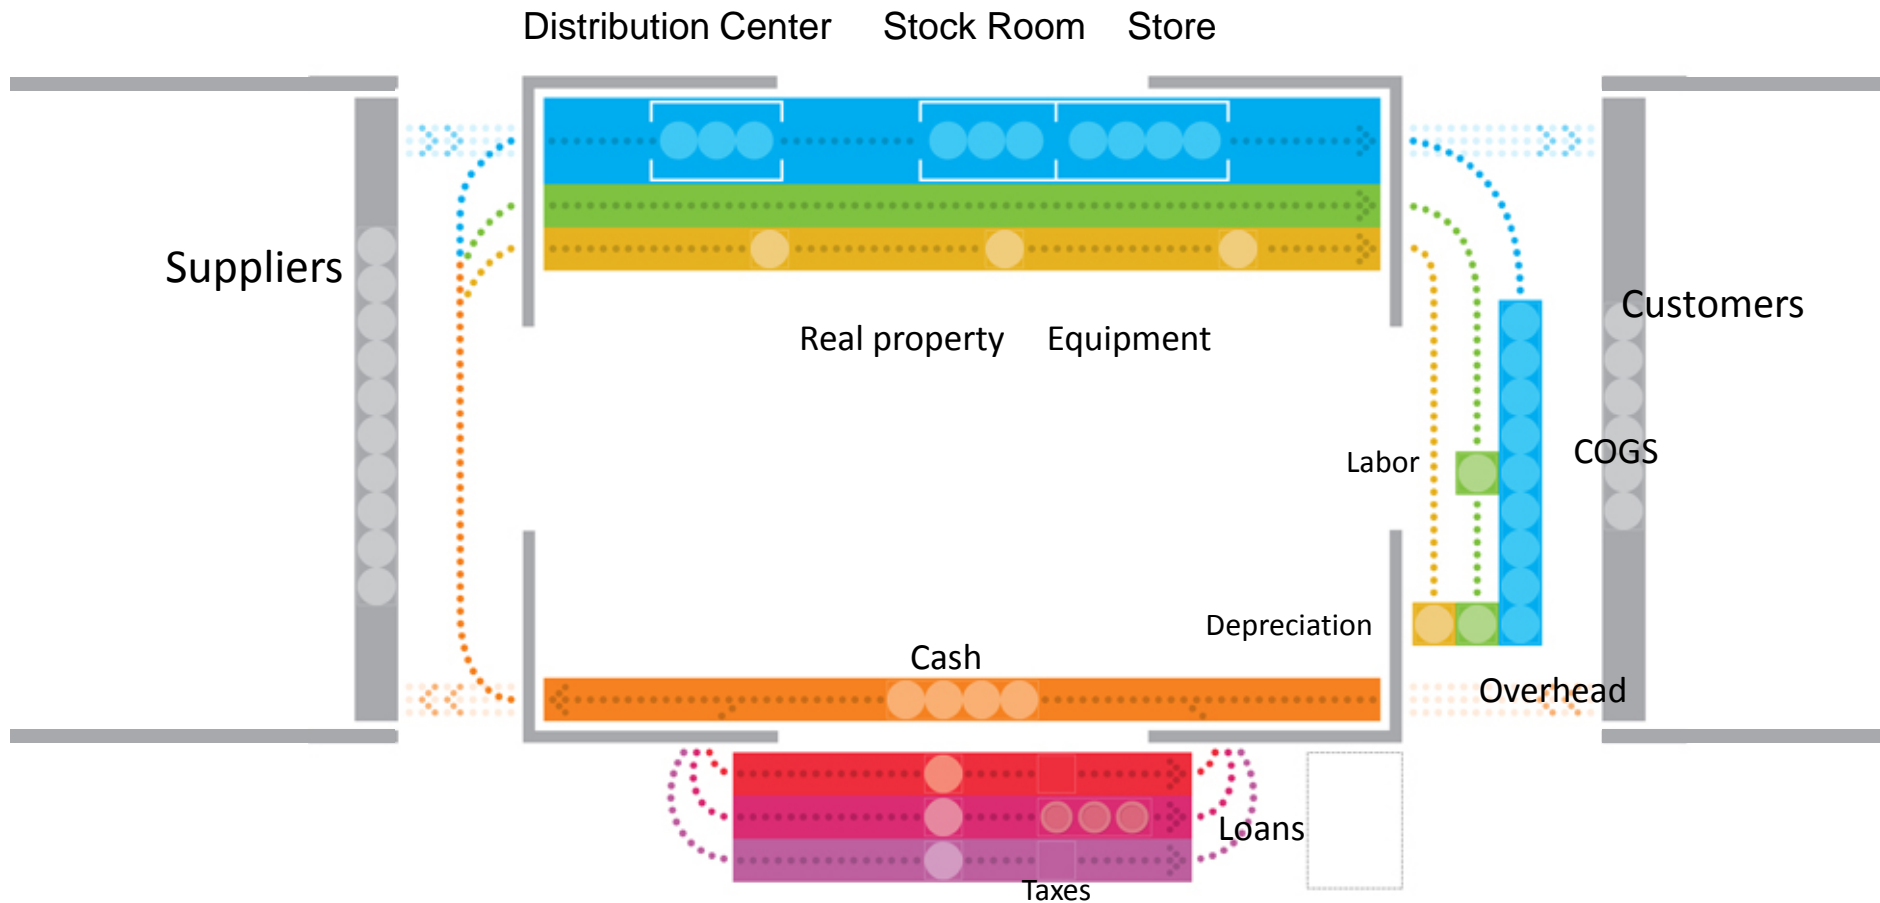 Distribution Center Stock Room Store
Suppliers
Customers
Real property Equipment
Labor
COGS
Depreciation
Cash
Overhead
Loans
Taxes